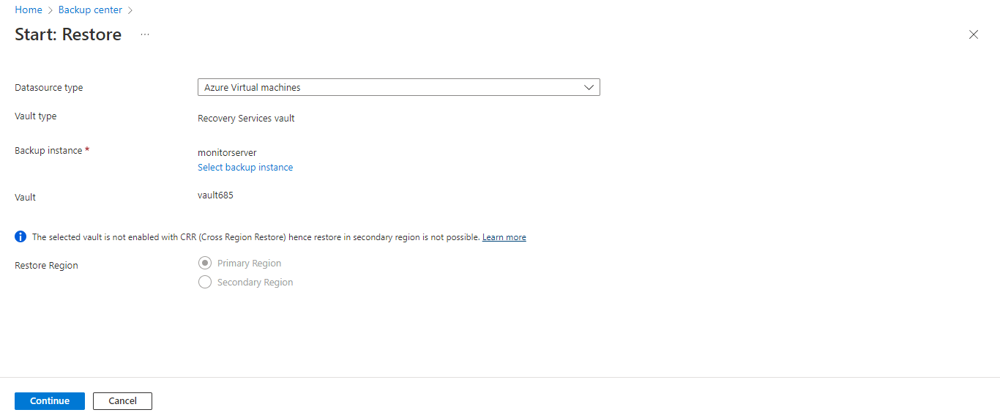 Home > Backup center >
Start: Restore ...
Datasource type
Azure Virtual machines
Vault type
Recovery Services vault
Backup instance *
monitorserver
Select backup instance
Vault
vault685
The selected vault is not enabled with CRR (Cross Region Restore) hence restore in secondary region is not possible. Learn more
Restore Region
Primary Region
Secondary Region
Continue
Cancel